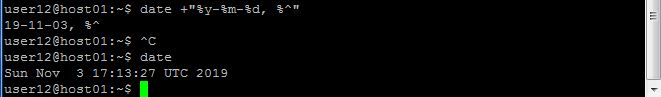 user12@host01:~$ date +"%y-%m-%d, %^"
19-11-03, %^
user12@host01:~$ ^C
user12@host01:~$ date
Sun Nov  3 17:13:27 UTC 2019
user12@host01:~$